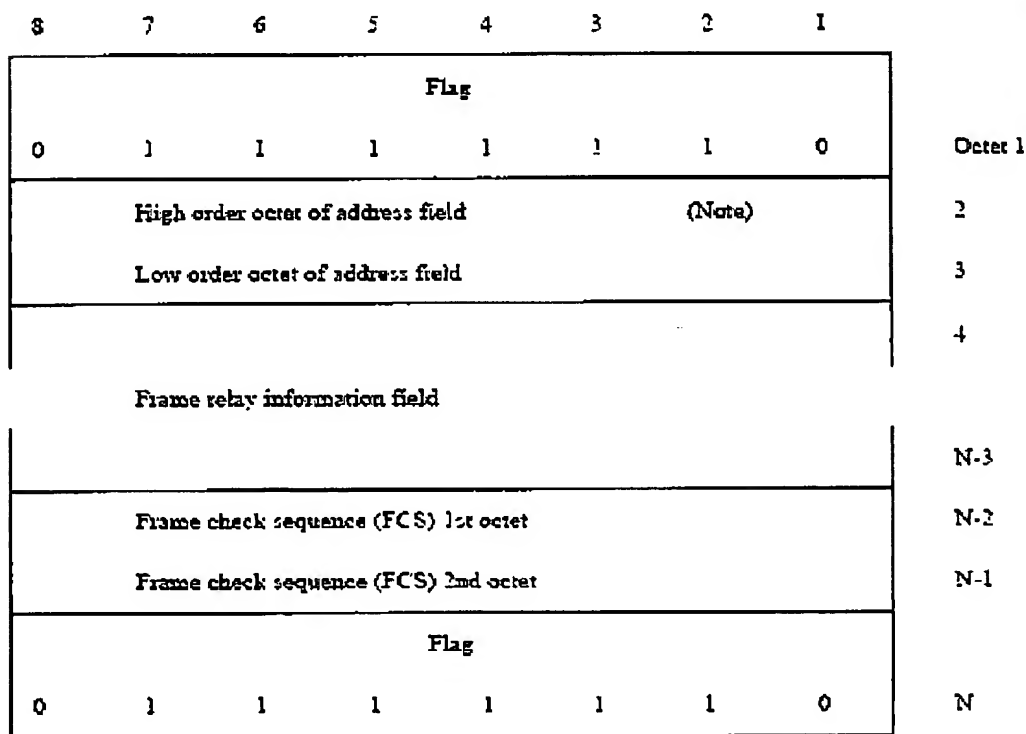 8 7 6 5 4 3 2 1
Flag
0 1 1 1 1 1 1 0 Octet 1
High order octet of address field (Note) 2
Low order octet of address field 3
4
Frame relay information field
N-3
Frame check sequence (FCS) 1st octet N-2
Frame check sequence (FCS) 2nd octet N-1
Flag
0 1 1 1 1 1 1 0 N